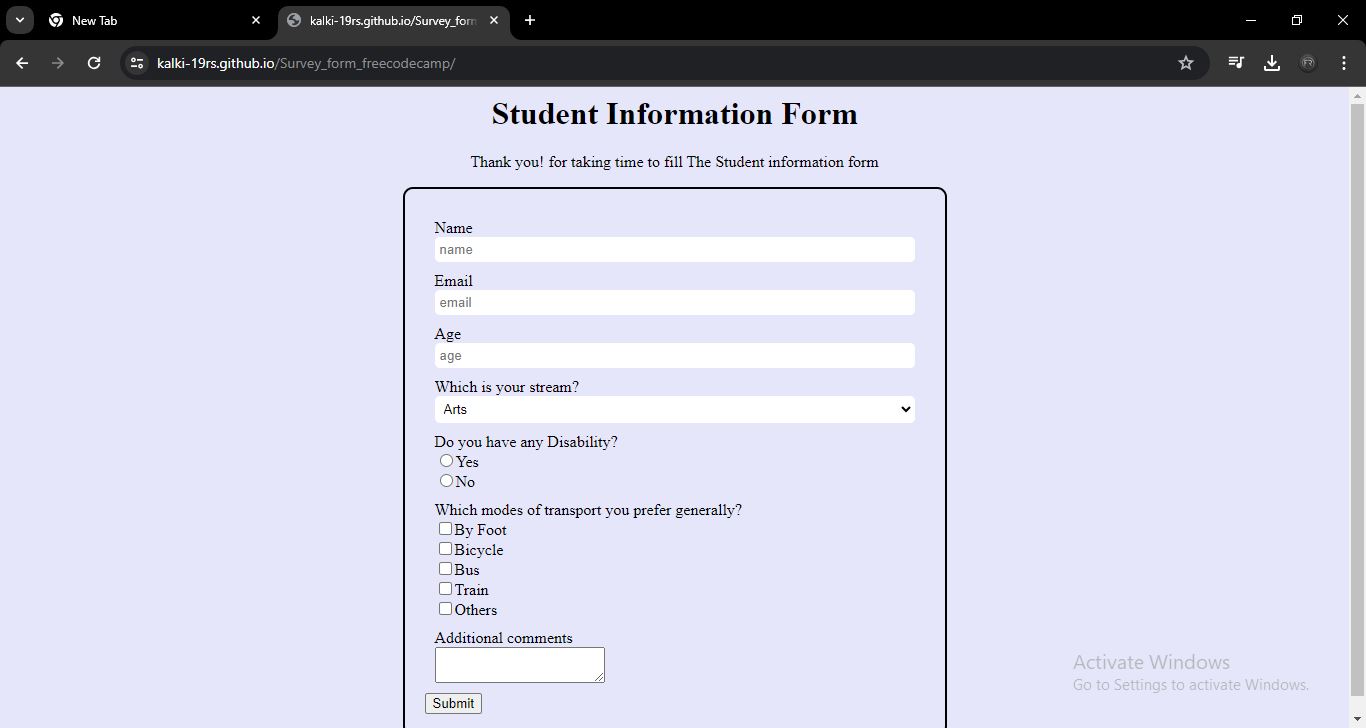 New Tab
kalki-19rs.github.io/Survey_form
kalki-19rs.github.io/Survey_form_freecodecamp/
Student Information Form
Thank you! for taking time to fill The Student information form
Name
name
Email
email
Age
age
Which is your stream?
Arts
Do you have any Disability?
Yes
No
Which modes of transport you prefer generally?
By Foot
Bicycle
Bus
Train
Others
Additional comments
Submit
Activate Windows
Go to Settings to activate Windows.